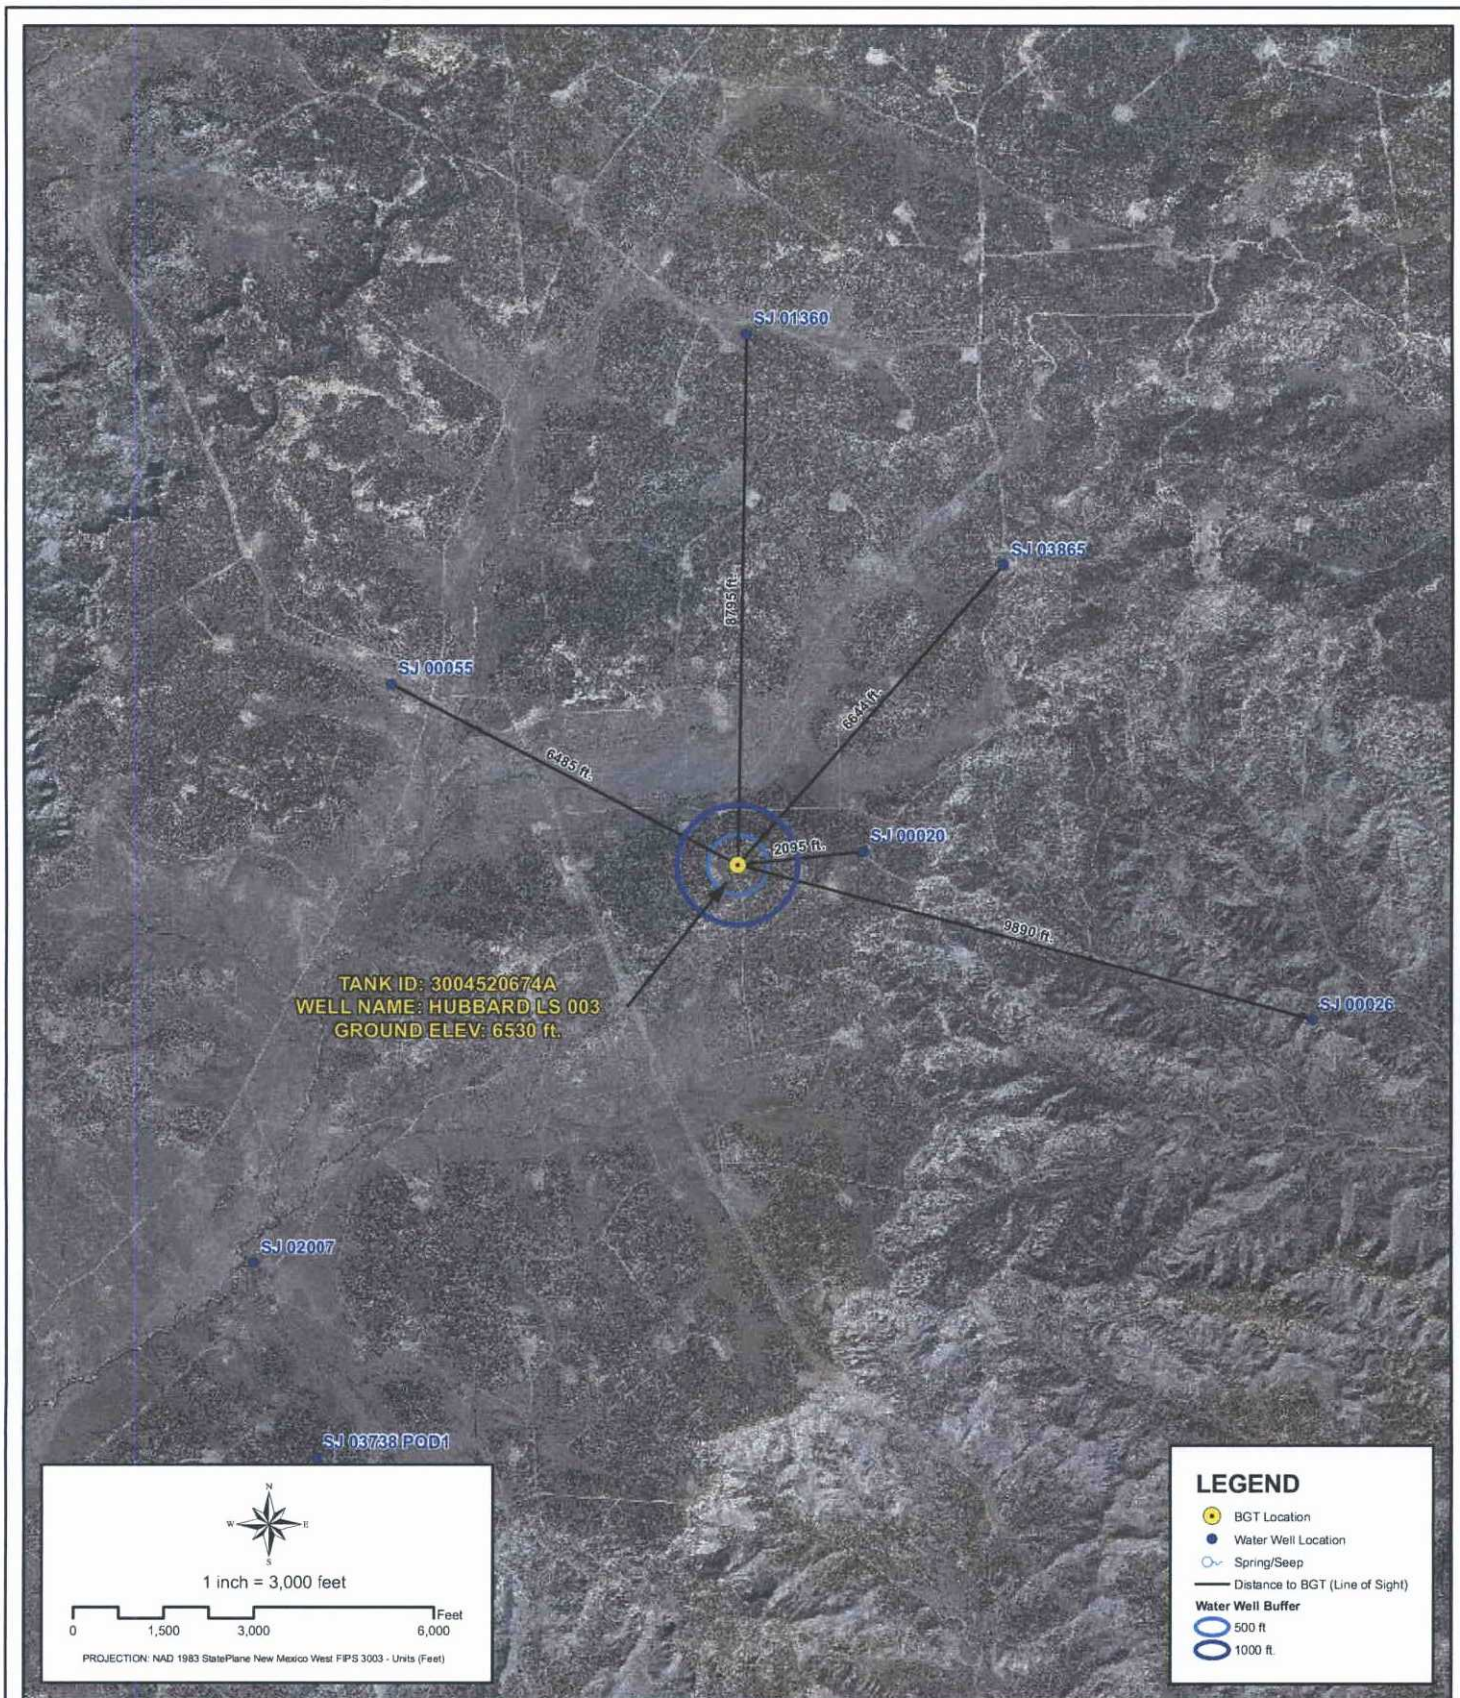 SJ 01360
SJ 03865
8795 ft.
SJ 00055
6644 ft.
6485 ft.
SJ 00020
2095 ft.
9890 ft.
TANK ID: 3004520674A
WELL NAME: HUBBARD LS 003
GROUND ELEV: 6530 ft.
SJ 00026
SJ 02007
SJ 03738 POD1
N
W E
S
1 inch = 3,000 feet
Feet
0 1,500 3,000 6,000
PROJECTION: NAD 1983 StatePlane New Mexico West FIPS 3003 - Units (Feet)
LEGEND
BGT Location
Water Well Location
Spring/Seep
Distance to BGT (Line of Sight)
Water Well Buffer
500 ft
1000 ft.